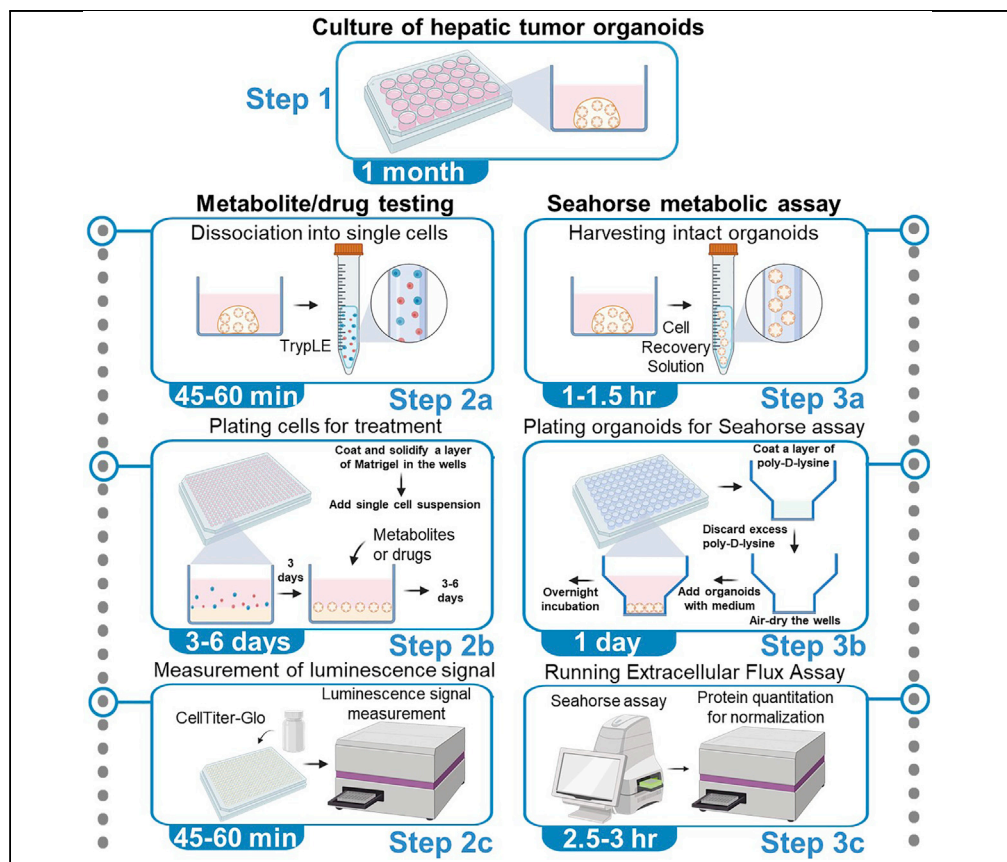 Culture of hepatic tumor organoids
Step 1
1 month
Metabolite/drug testing
Dissociation into single cells
TrypLE
45-60 min
Step 2a
Plating cells for treatment
Coat and solidify a layer
of Matrigel in the wells
Add single cell suspension
Metabolites
or drugs
3
days
3-6
days
3-6 days
Step 2b
Measurement of luminescence signal
CellTiter-Glo
Luminescence signal
measurement
45-60 min
Step 2c
Seahorse metabolic assay
Harvesting intact organoids
Cell
Recovery
Solution
1-1.5 hr
Step 3a
Plating organoids for Seahorse assay
Coat a layer of
poly-D-lysine
Discard excess
poly-D-lysine
Overnight
incubation
Add organoids
with medium
Air-dry the wells
1 day
Step 3b
Running Extracellular Flux Assay
Seahorse assay
Protein quantitation
for normalization
2.5-3 hr
Step 3c